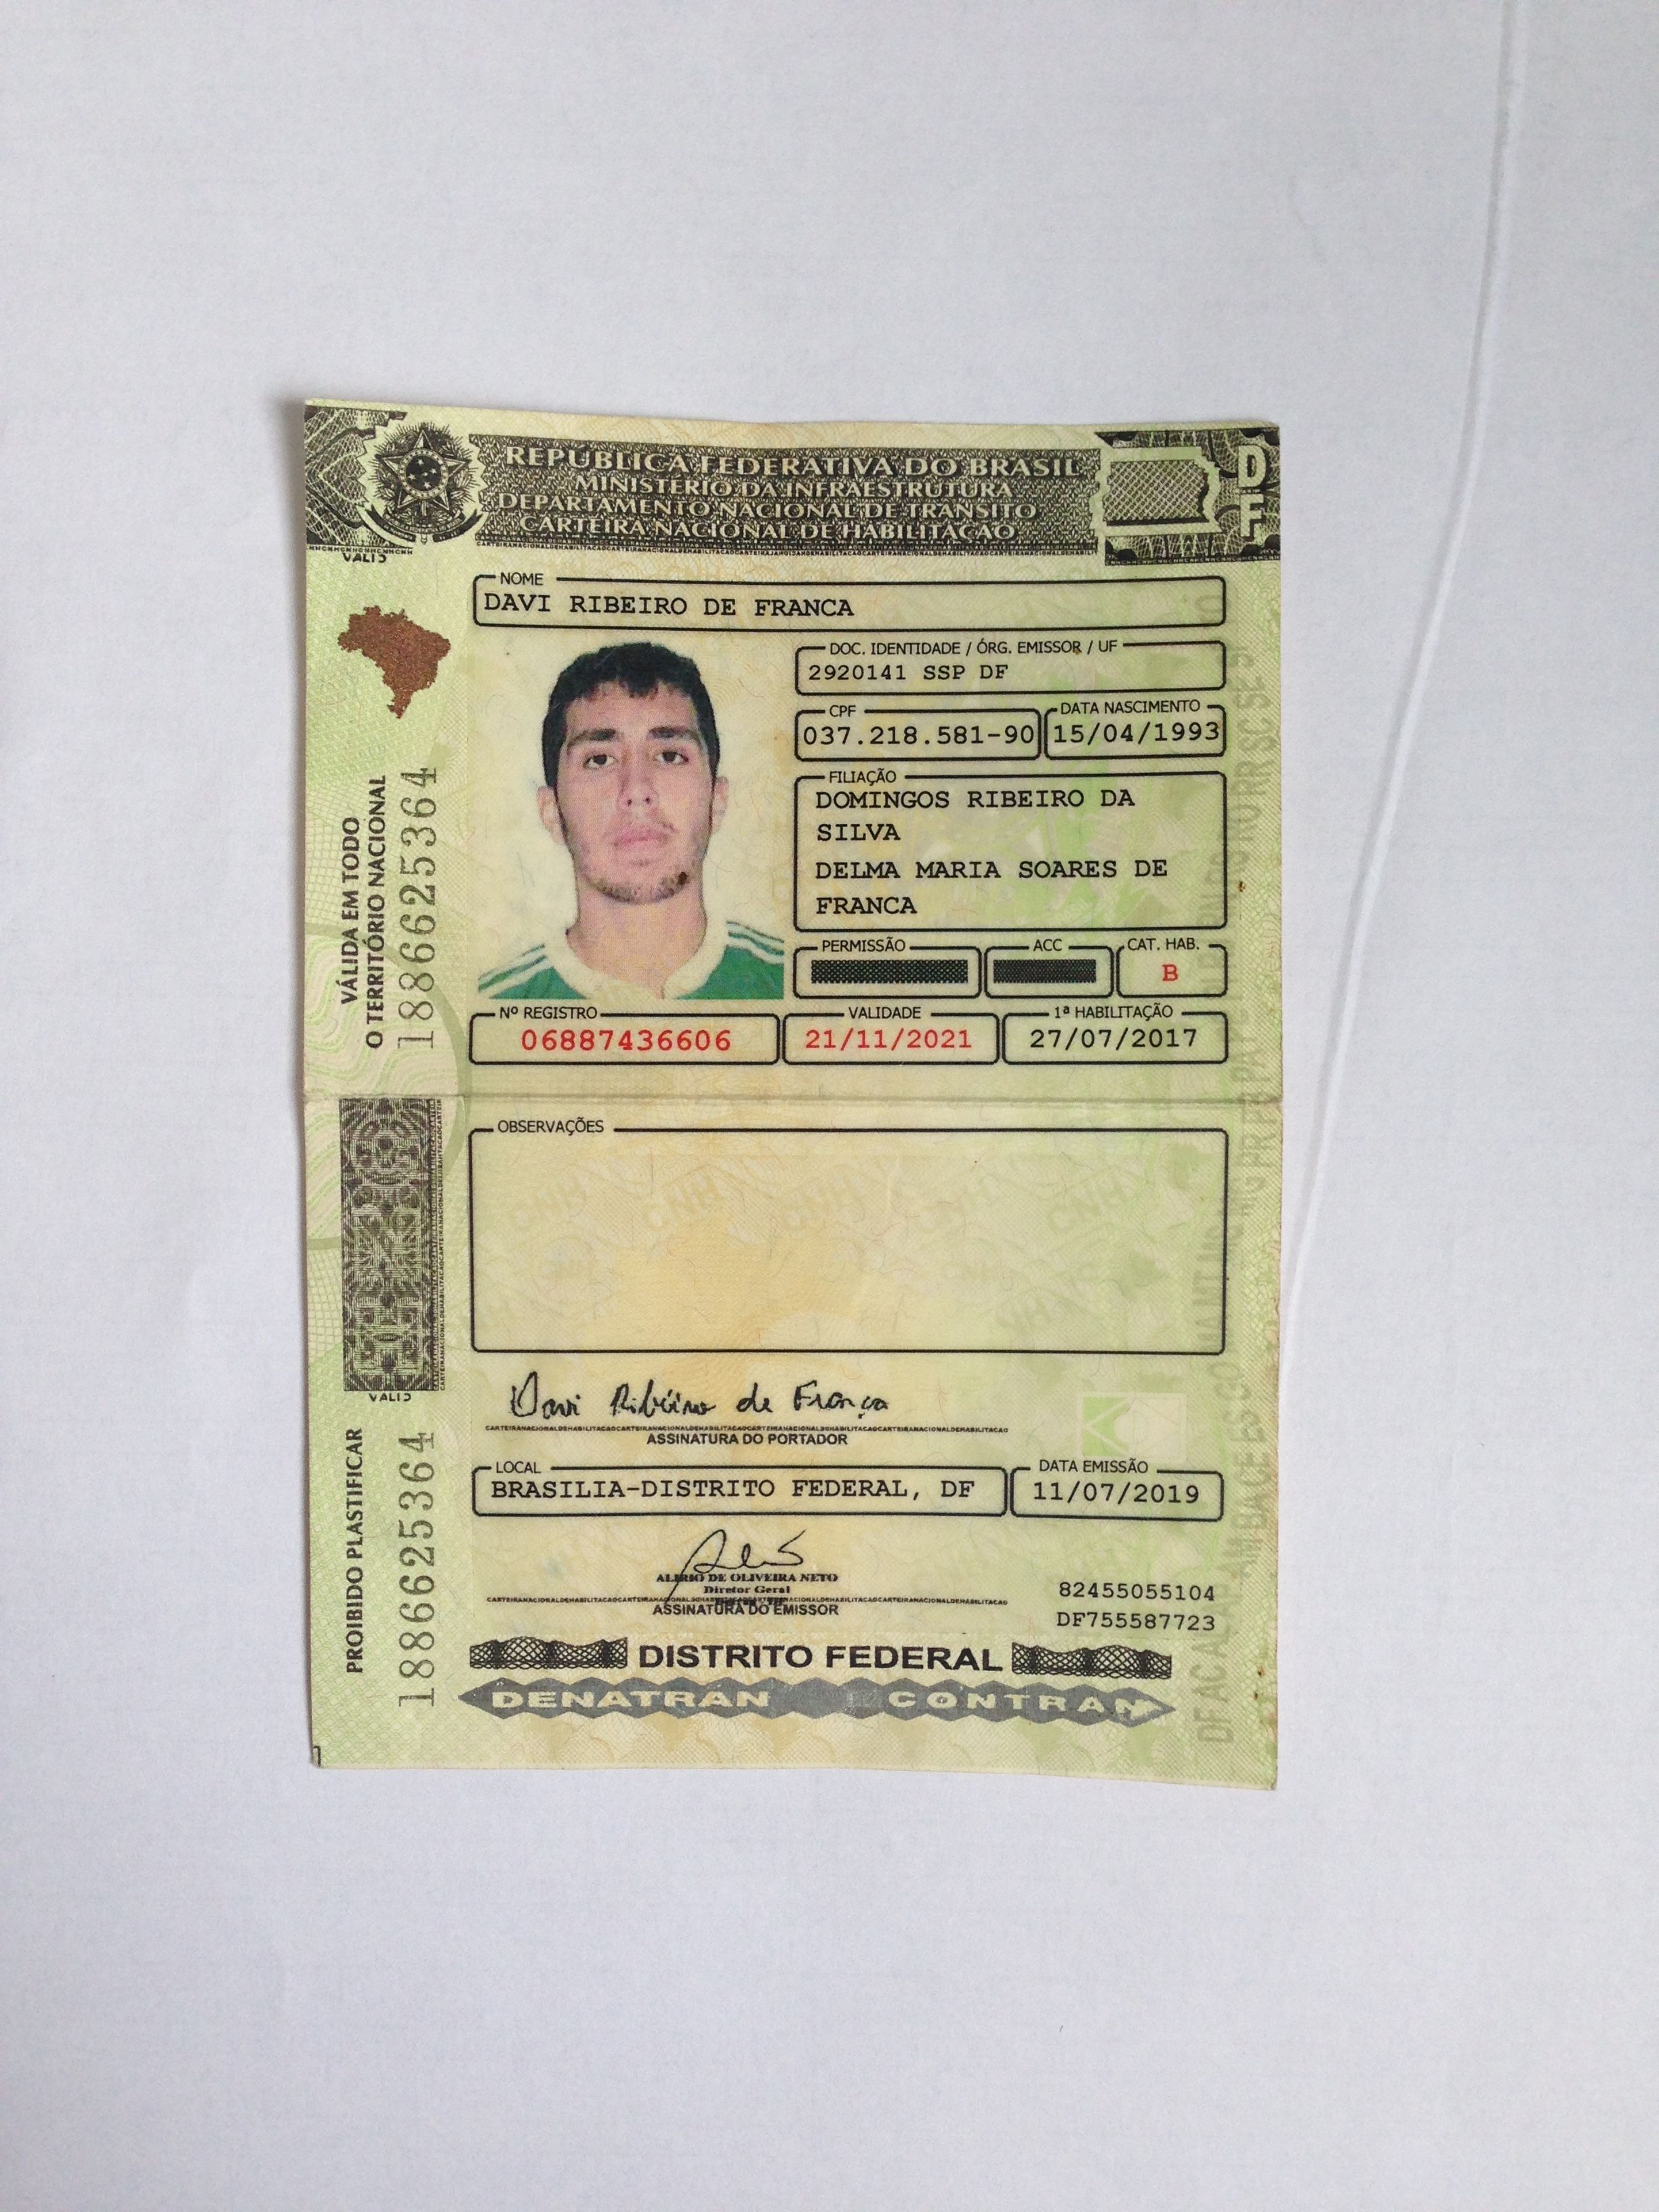 REPÚBLICA FEDERATIVA DO BRASIL
MINISTÉRIO DA INFRAESTRUTURA
DEPARTAMENTO NACIONAL DE TRÂNSITO
CARTEIRA NACIONAL DE HABILITAÇÃO
DF
NOME
DAVI RIBEIRO DE FRANCA
DOC. IDENTIDADE / ÓRG. EMISSOR / UF
2920141 SSP DF
CPF
037.218.581-90
DATA NASCIMENTO
15/04/1993
FILIAÇÃO
DOMINGOS RIBEIRO DA
SILVA
DELMA MARIA SOARES DE
FRANCA
PERMISSÃO
ACC
CAT. HAB.
B
Nº REGISTRO
06887436606
VALIDADE
21/11/2021
1ª HABILITAÇÃO
27/07/2017
VÁLIDA EM TODO
O TERRITÓRIO NACIONAL
1886625364
OBSERVAÇÕES
Davi Ribeiro de França
ASSINATURA DO PORTADOR
LOCAL
BRASILIA-DISTRITO FEDERAL, DF
DATA EMISSÃO
11/07/2019
ALIRIO DE OLIVEIRA NETO
Diretor Geral
ASSINATURA DO EMISSOR
82455055104
DF755587723
DISTRITO FEDERAL
DENATRAN CONTRAN
PROIBIDO PLASTIFICAR
1886625364